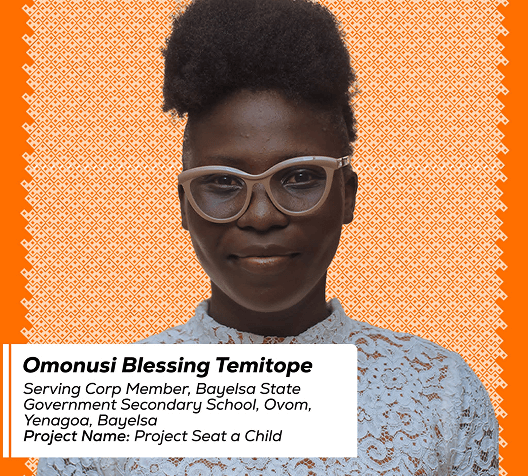 Omonusi Blessing Temitope
Serving Corp Member, Bayelsa State
Government Secondary School, Ovom,
Yenagoa, Bayelsa
Project Name: Project Seat a Child